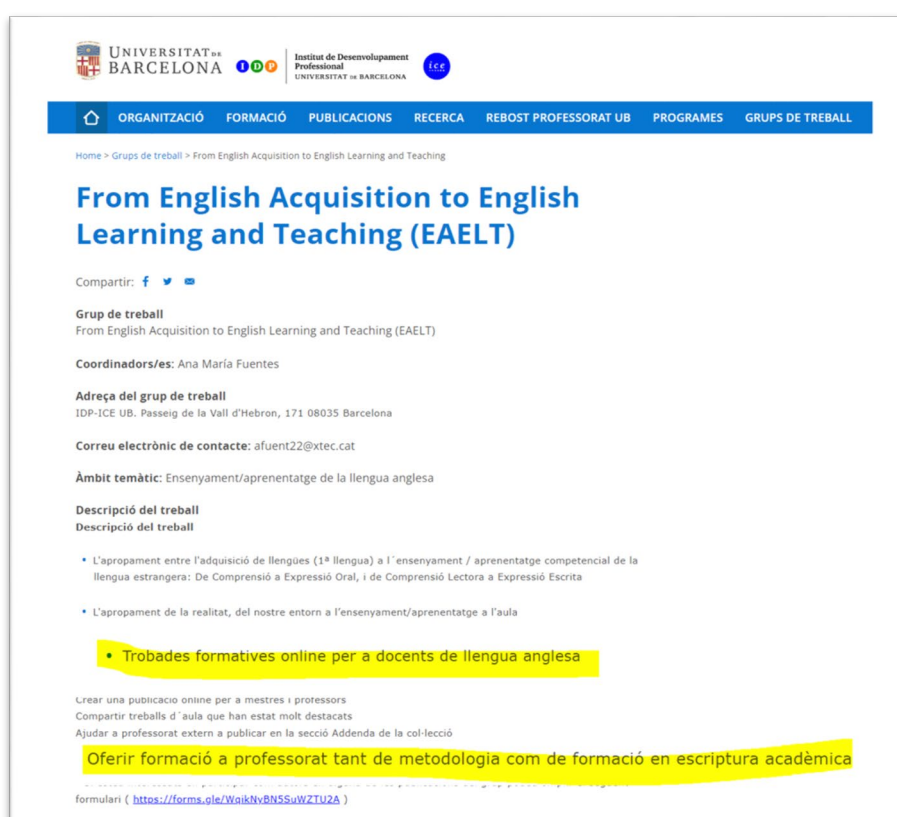 UNIVERSITAT DE
BARCELONA
IDP
Institut de Desenvolupament
Professional
UNIVERSITAT DE BARCELONA
ice
ORGANITZACIÓ FORMACIÓ PUBLICACIONS RECERCA REBOST PROFESSORAT UB PROGRAMES GRUPS DE TREBALL
Home > Grups de treball > From English Acquisition to English Learning and Teaching
From English Acquisition to English
Learning and Teaching (EAELT)
Compartir:
Grup de treball
From English Acquisition to English Learning and Teaching (EAELT)
Coordinadors/es: Ana María Fuentes
Adreça del grup de treball
IDP-ICE UB. Passeig de la Vall d'Hebron, 171 08035 Barcelona
Correu electrònic de contacte: afuent22@xtec.cat
Àmbit temàtic: Ensenyament/aprenentatge de la llengua anglesa
Descripció del treball
Descripció del treball
• L'apropament entre l'adquisició de llengües (1ª llengua) a l´ensenyament / aprenentatge competencial de la
llengua estrangera: De Comprensió a Expressió Oral, i de Comprensió Lectora a Expressió Escrita
• L'apropament de la realitat, del nostre entorn a l'ensenyament/aprenentatge a l'aula
• Trobades formatives online per a docents de llengua anglesa
Crear una publicació online per a mestres i professors
Compartir treballs d´aula que han estat molt destacats
Ajudar a professorat extern a publicar en la secció Addenda de la col·lecció
Oferir formació a professorat tant de metodologia com de formació en escriptura acadèmica
formulari ( https://forms.gle/WqikNyBN5SuWZTU2A )